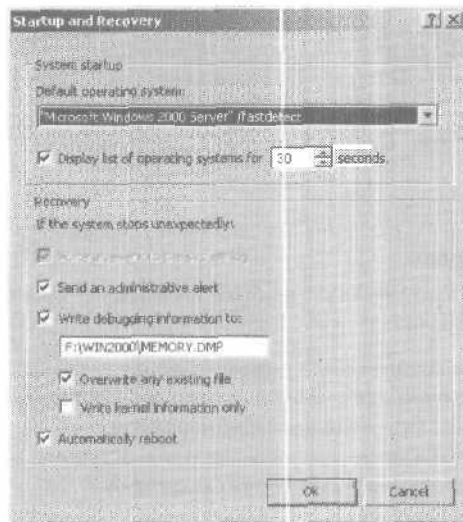 Startup and Recovery
System startup
Default operating system:
"Microsoft Windows 2000 Server" /fastdetect
Display list of operating systems for 30 seconds.
Recovery
If the system stops unexpectedly:
Send an administrative alert
Write debugging information to:
F:\WIN2000\MEMORY.DMP
Overwrite any existing file
Write kernel information only
Automatically reboot
OK Cancel